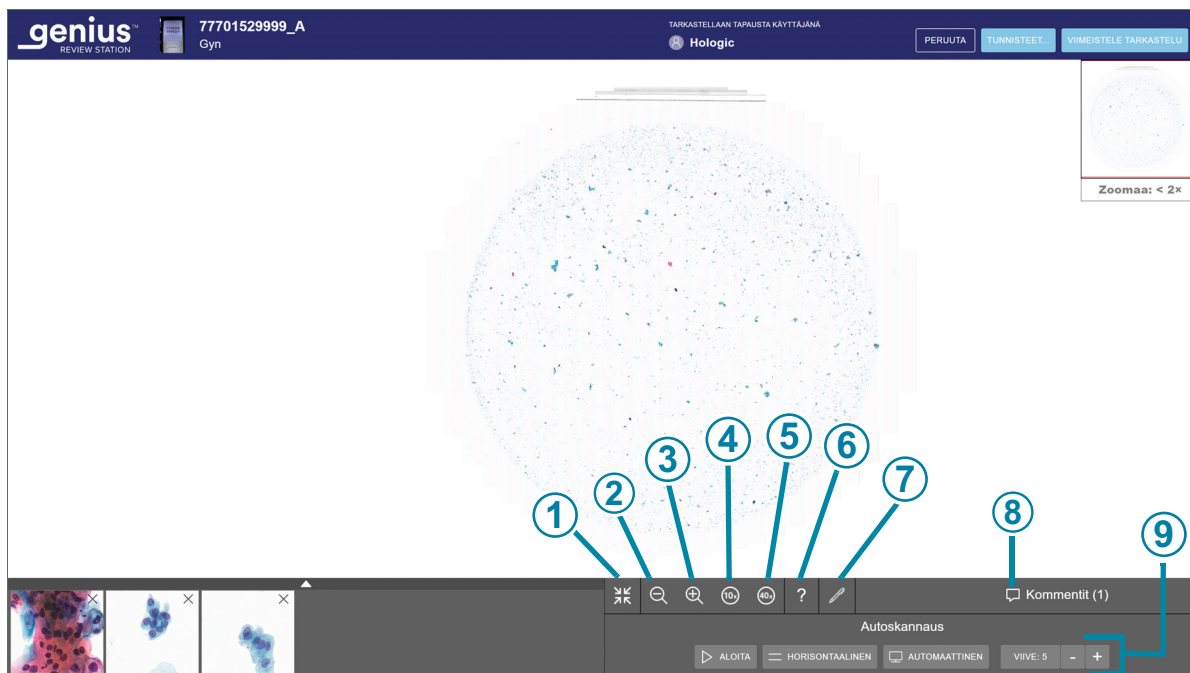 genius™
REVIEW STATION
77701529999_A
Gyn
TARKASTELLAAN TAPAUSTA KÄYTTÄJÄNÄ
Hologic
PERUUTA
TUNNISTEET...
VIIMEISTELE TARKASTELU
Zoomaa: < 2×
1
2
3
4
5
6
7
8
9
10x
40x
?
Kommentit (1)
Autoskannaus
ALOITA
HORISONTAALINEN
AUTOMAATTINEN
VIIVE: 5
-
+